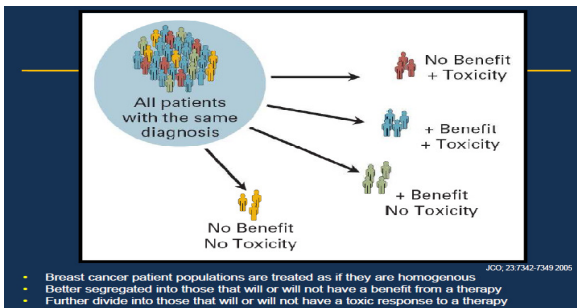 No Benefit
+ Toxicity
All patients
with the same
diagnosis
+ Benefit
+ Toxicity
+ Benefit
No Toxicity
No Benefit
No Toxicity
JCO; 23:7342-7349 2005
• Breast cancer patient populations are treated as if they are homogenous
• Better segregated into those that will or will not have a benefit from a therapy
• Further divide into those that will or will not have a toxic response to a therapy